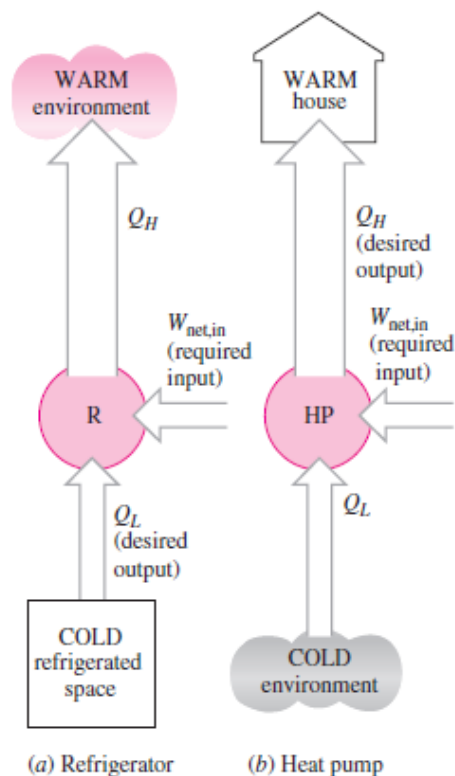 WARM
environment
Q_H
W_net,in
(required
input)
R
Q_L
(desired
output)
COLD
refrigerated
space
(a) Refrigerator
WARM
house
Q_H
(desired
output)
W_net,in
(required
input)
HP
Q_L
COLD
environment
(b) Heat pump